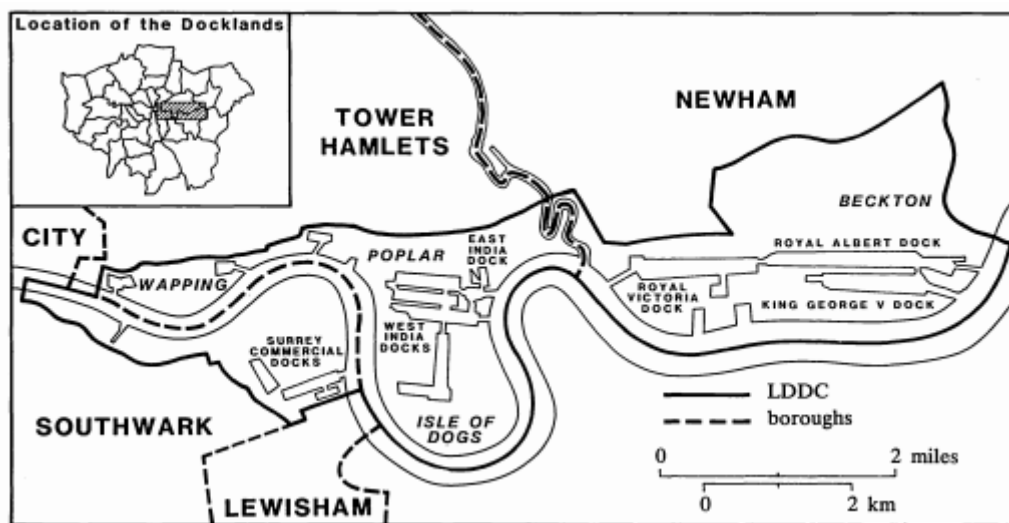 Location of the Docklands
TOWER
HAMLETS
NEWHAM
CITY
WAPPING
POPLAR
EAST
INDIA
DOCK
BECKTON
ROYAL ALBERT DOCK
ROYAL
VICTORIA
DOCK
KING GEORGE V DOCK
SURREY
COMMERCIAL
DOCKS
WEST
INDIA
DOCKS
ISLE OF
DOGS
SOUTHWARK
LEWISHAM
LDDC
boroughs
0 2 miles
0 2 km